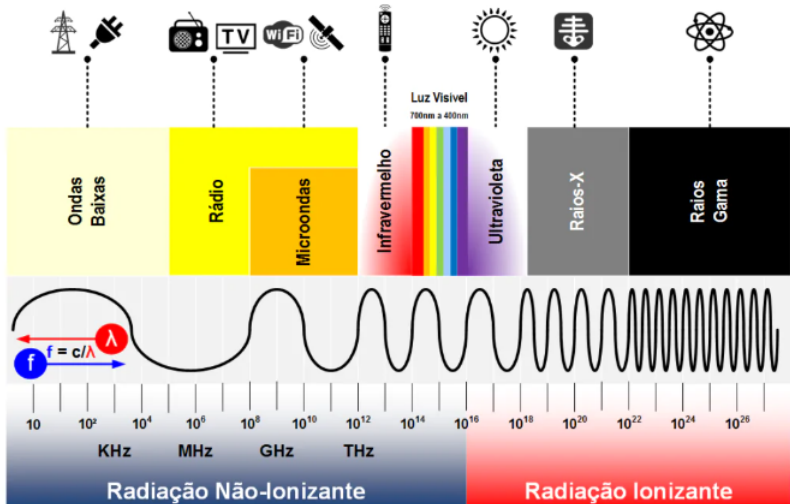 TV
WiFi
Luz Visivel
700nm a 400nm
Ondas
Baixas
Rádio
Microondas
Infravermelho
Ultravioleta
Raios-X
Raios
Gama
λ
f = c/λ
f
10 10² 10⁴ 10⁶ 10⁸ 10¹⁰ 10¹² 10¹⁴ 10¹⁶ 10¹⁸ 10²⁰ 10²² 10²⁴ 10²⁶
KHz MHz GHz THz
Radiação Não-Ionizante Radiação Ionizante